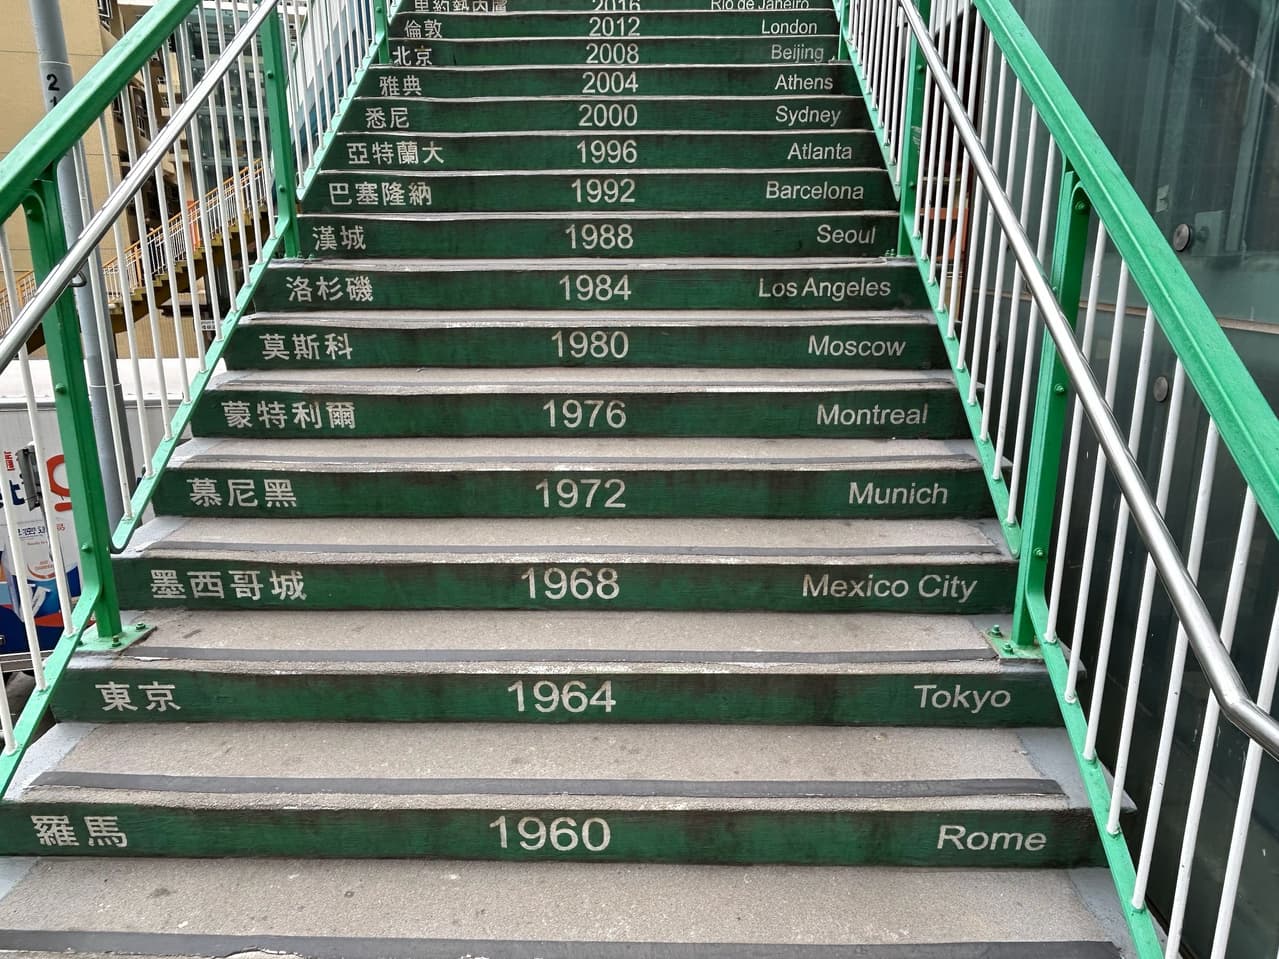 里約熱內盧 2016 Rio de Janeiro
倫敦 2012 London
北京 2008 Beijing
雅典 2004 Athens
悉尼 2000 Sydney
亞特蘭大 1996 Atlanta
巴塞隆納 1992 Barcelona
漢城 1988 Seoul
洛杉磯 1984 Los Angeles
莫斯科 1980 Moscow
蒙特利爾 1976 Montreal
慕尼黑 1972 Munich
墨西哥城 1968 Mexico City
東京 1964 Tokyo
羅馬 1960 Rome
2